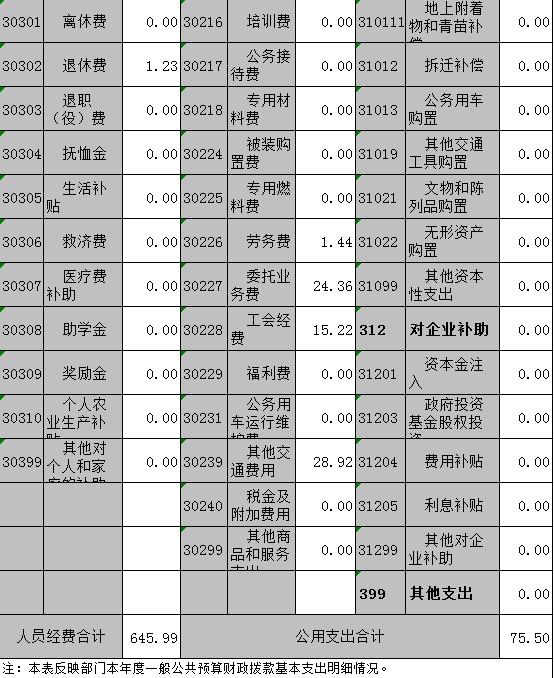 30301 离休费 0.00 30216 培训费 0.00 310111 地上附着物和青苗补偿 0.00
30302 退休费 1.23 30217 公务接待费 0.00 31012 拆迁补偿 0.00
30303 退职（役）费 0.00 30218 专用材料费 0.00 31013 公务用车购置 0.00
30304 抚恤金 0.00 30224 被装购置费 0.00 31019 其他交通工具购置 0.00
30305 生活补贴 0.00 30225 专用燃料费 0.00 31021 文物和陈列品购置 0.00
30306 救济费 0.00 30226 劳务费 1.44 31022 无形资产购置 0.00
30307 医疗费补助 0.00 30227 委托业务费 24.36 31099 其他资本性支出 0.00
30308 助学金 0.00 30228 工会经费 15.22 312 对企业补助 0.00
30309 奖励金 0.00 30229 福利费 0.00 31201 资本金注入 0.00
30310 个人农业生产补贴 0.00 30231 公务用车运行维护费 0.00 31203 政府投资基金股权投资 0.00
30399 其他对个人和家庭的补助 0.00 30239 其他交通费用 28.92 31204 费用补贴 0.00
30240 税金及附加费用 0.00 31205 利息补贴 0.00
30299 其他商品和服务支出 0.00 31299 其他对企业补助 0.00
399 其他支出 0.00
人员经费合计 645.99 公用支出合计 75.50
注：本表反映部门本年度一般公共预算财政拨款基本支出明细情况。